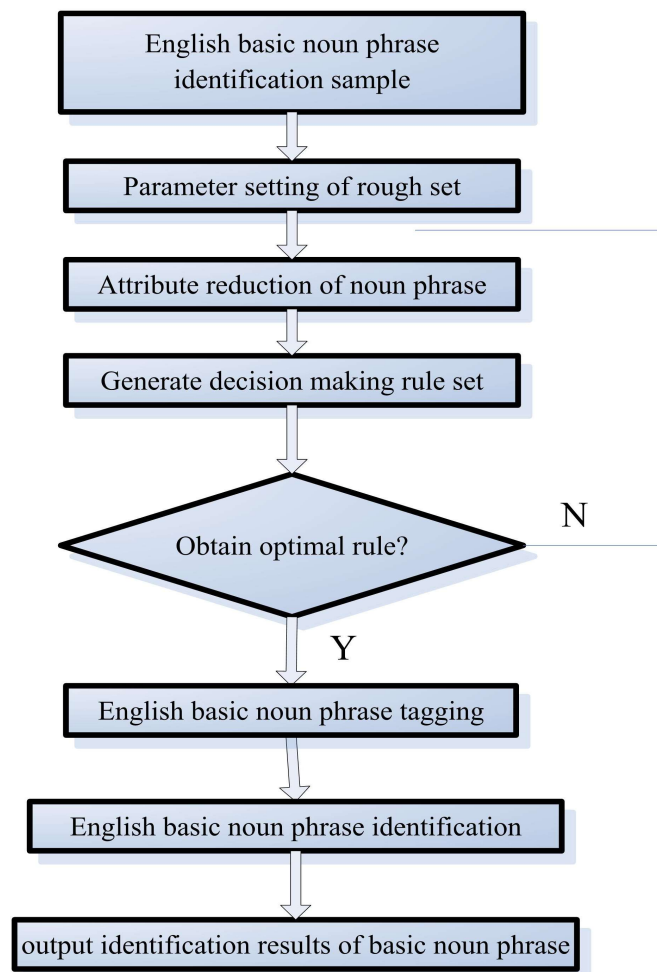 English basic noun phrase
identification sample
Parameter setting of rough set
Attribute reduction of noun phrase
Generate decision making rule set
Obtain optimal rule?
N
Y
English basic noun phrase tagging
English basic noun phrase identification
output identification results of basic noun phrase